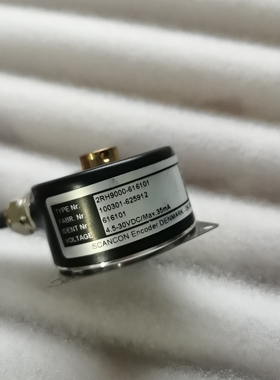 TYPE Nr. 2RH9000-616101
FABR. Nr. 100301-625912
IDENT Nr 616101
VOLTAGE 4.5-30VDC/Max.35mA
SCANCON Encoder DENMARK